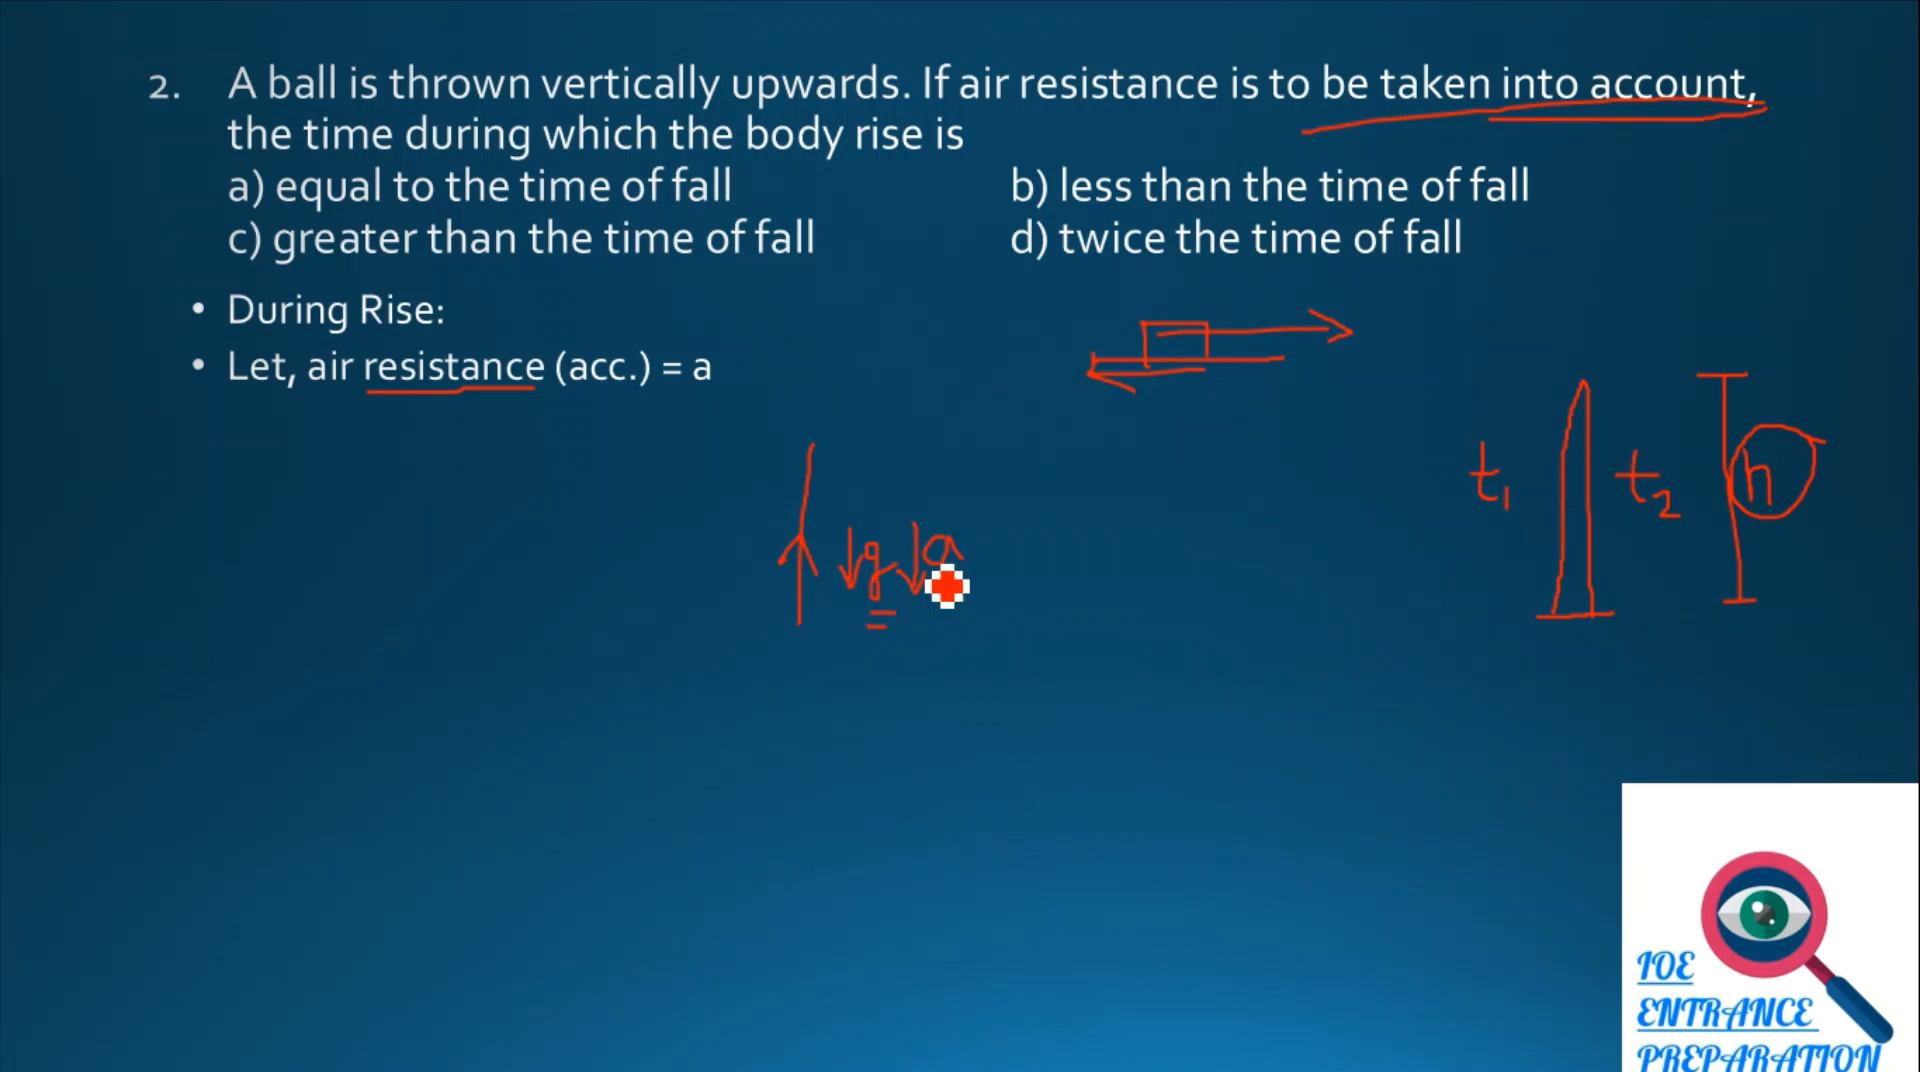 2. A ball is thrown vertically upwards. If air resistance is to be taken into account,
the time during which the body rise is
a) equal to the time of fall b) less than the time of fall
c) greater than the time of fall d) twice the time of fall
• During Rise:
• Let, air resistance (acc.) = a
t₁ t₂ h
g a
IOE
ENTRANCE
PREPARATION